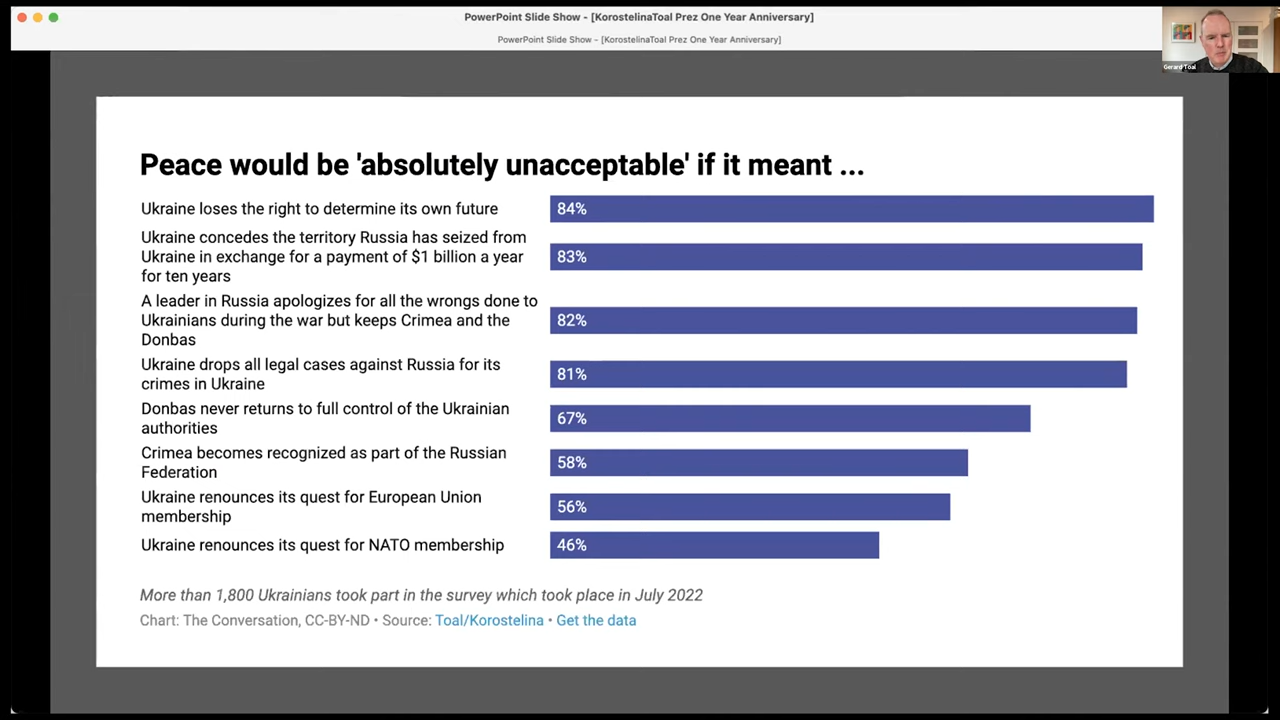 PowerPoint Slide Show - [KorostelinaToal Prez One Year Anniversary]
PowerPoint Slide Show - [KorostelinaToal Prez One Year Anniversary]
Gerard Toal
Peace would be 'absolutely unacceptable' if it meant ...
Ukraine loses the right to determine its own future
84%
Ukraine concedes the territory Russia has seized from
Ukraine in exchange for a payment of $1 billion a year
for ten years
83%
A leader in Russia apologizes for all the wrongs done to
Ukrainians during the war but keeps Crimea and the
Donbas
82%
Ukraine drops all legal cases against Russia for its
crimes in Ukraine
81%
Donbas never returns to full control of the Ukrainian
authorities
67%
Crimea becomes recognized as part of the Russian
Federation
58%
Ukraine renounces its quest for European Union
membership
56%
Ukraine renounces its quest for NATO membership
46%
More than 1,800 Ukrainians took part in the survey which took place in July 2022
Chart: The Conversation, CC-BY-ND • Source: Toal/Korostelina • Get the data